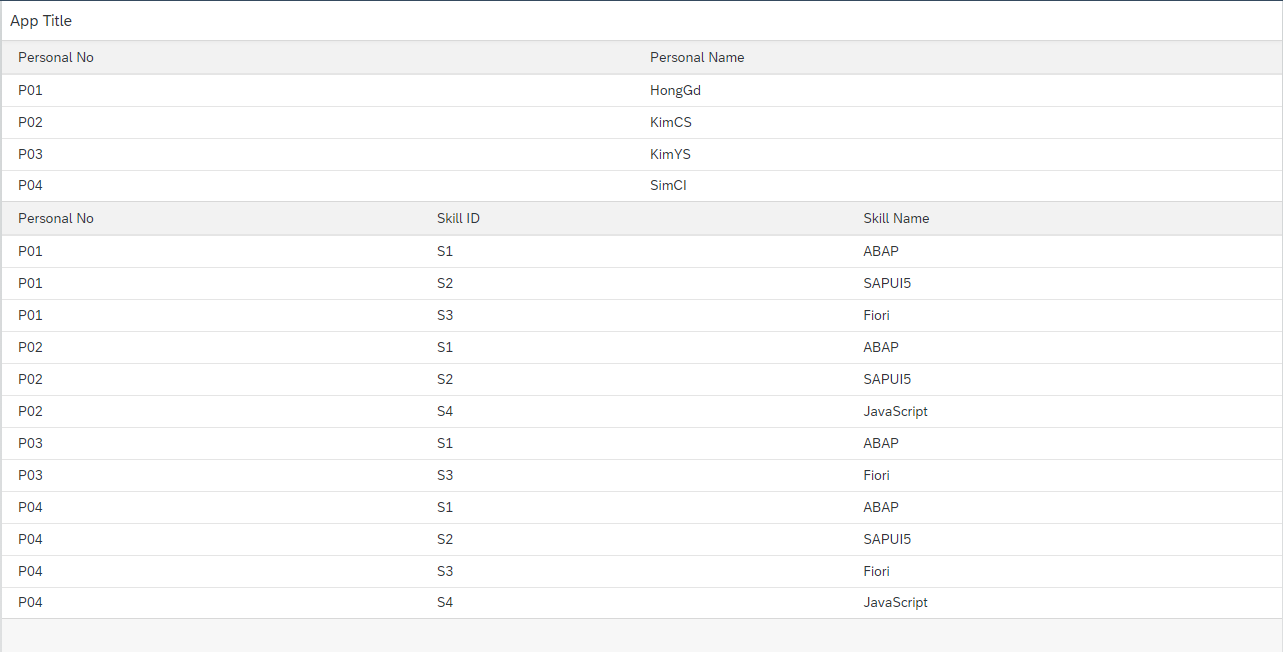 App Title
Personal No Personal Name
P01 HongGd
P02 KimCS
P03 KimYS
P04 SimCI
Personal No Skill ID Skill Name
P01 S1 ABAP
P01 S2 SAPUI5
P01 S3 Fiori
P02 S1 ABAP
P02 S2 SAPUI5
P02 S4 JavaScript
P03 S1 ABAP
P03 S3 Fiori
P04 S1 ABAP
P04 S2 SAPUI5
P04 S3 Fiori
P04 S4 JavaScript